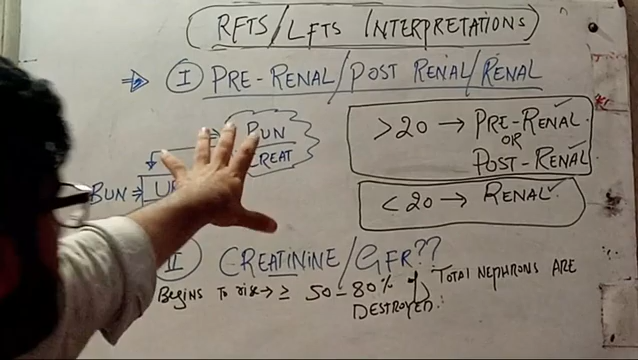 RFTS/LFTS INTERPRETATIONS
I PRE-RENAL/POST RENAL/RENAL
BUN
CREAT
>20 → PRE-RENAL
OR
POST-RENAL
<20 → RENAL
BUN ⇒ UR
II CREATININE/GFR??
BEGINS TO rise → ≥ 50-80% of TOTAL NEPHRONS ARE
DESTROYED.